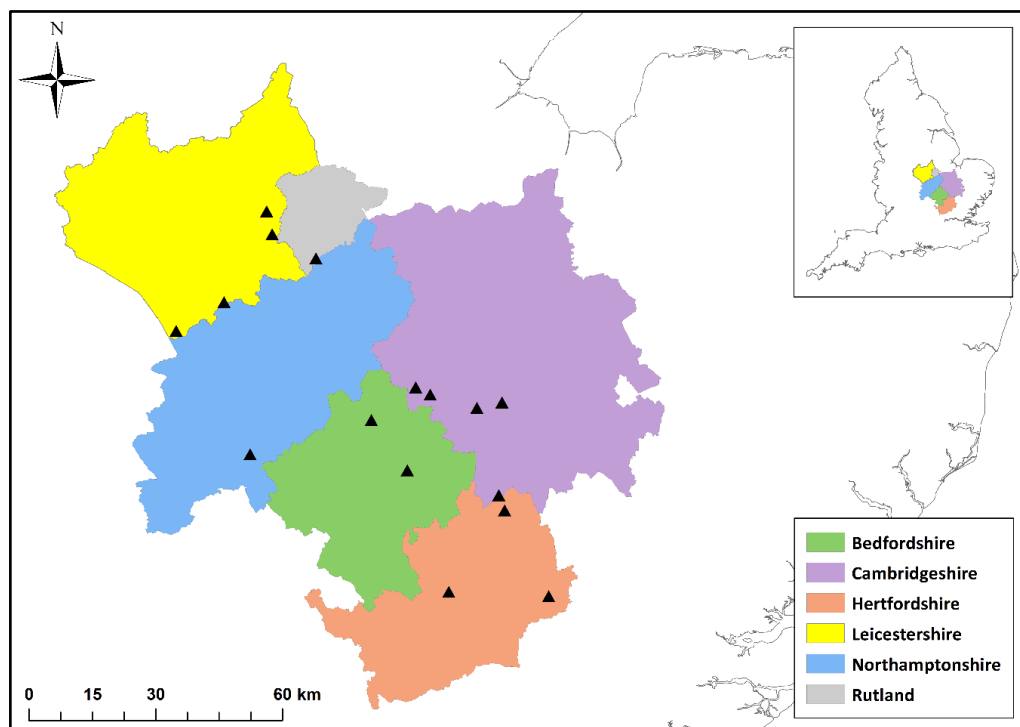 N
Bedfordshire
Cambridgeshire
Hertfordshire
Leicestershire
Northamptonshire
Rutland
0 15 30 60 km